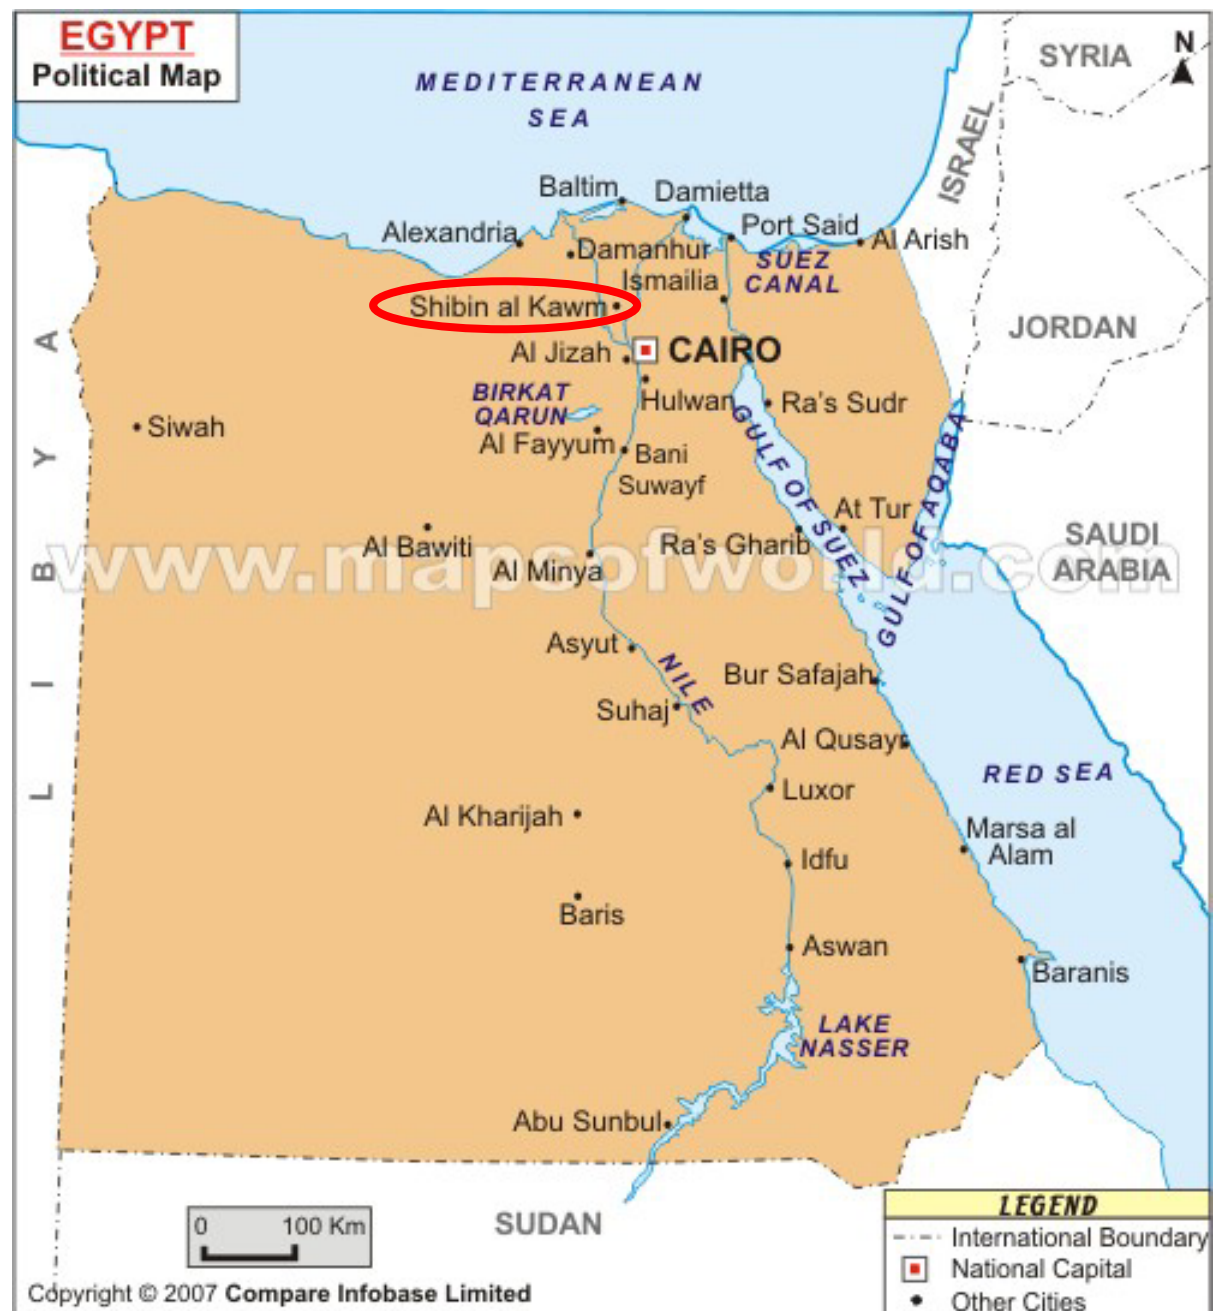 EGYPT
Political Map
N
SYRIA
MEDITERRANEAN
SEA
ISRAEL
Baltim
Damietta
Alexandria
Port Said
Al Arish
Damanhur
SUEZ
CANAL
Ismailia
Shibin al Kawm
JORDAN
Al Jizah
CAIRO
BIRKAT
QARUN
Hulwan
Ra's Sudr
Siwah
Al Fayyum
Bani
Suwayf
GULF OF SUEZ
GULF OF AQABA
LIBYA
At Tur
Al Bawiti
Ra's Gharib
SAUDI
ARABIA
www.mapsofworld.com
Al Minya
Asyut
NILE
Bur Safajah
Suhaj
Al Qusayr
RED SEA
Luxor
Al Kharijah
Marsa al
Alam
Idfu
Baris
Aswan
Baranis
LAKE
NASSER
Abu Sunbul
SUDAN
0 100 Km
LEGEND
International Boundary
National Capital
Other Cities
Copyright © 2007 Compare Infobase Limited